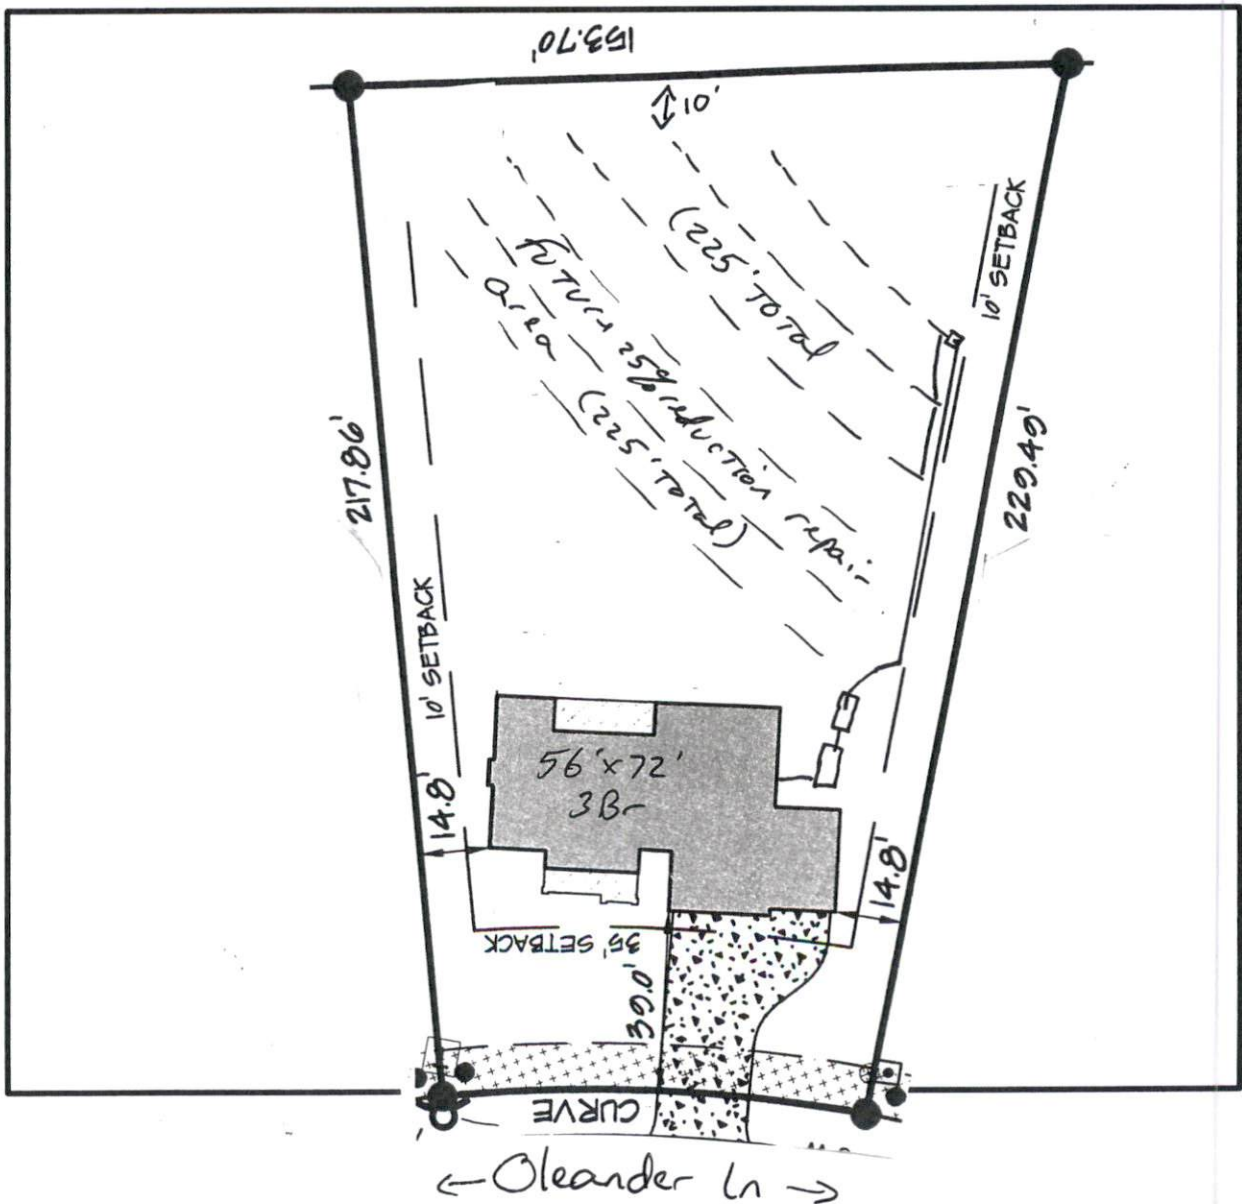 153.70'
10'
(225' TOTal
10' SETBACK
FUTUre 25% reduction repair
area (225' TOTal)
217.86'
229.49'
10' SETBACK
56'x72'
3Br
14.8'
14.8'
35' SETBACK
39.0'
CURVE
Oleander Ln